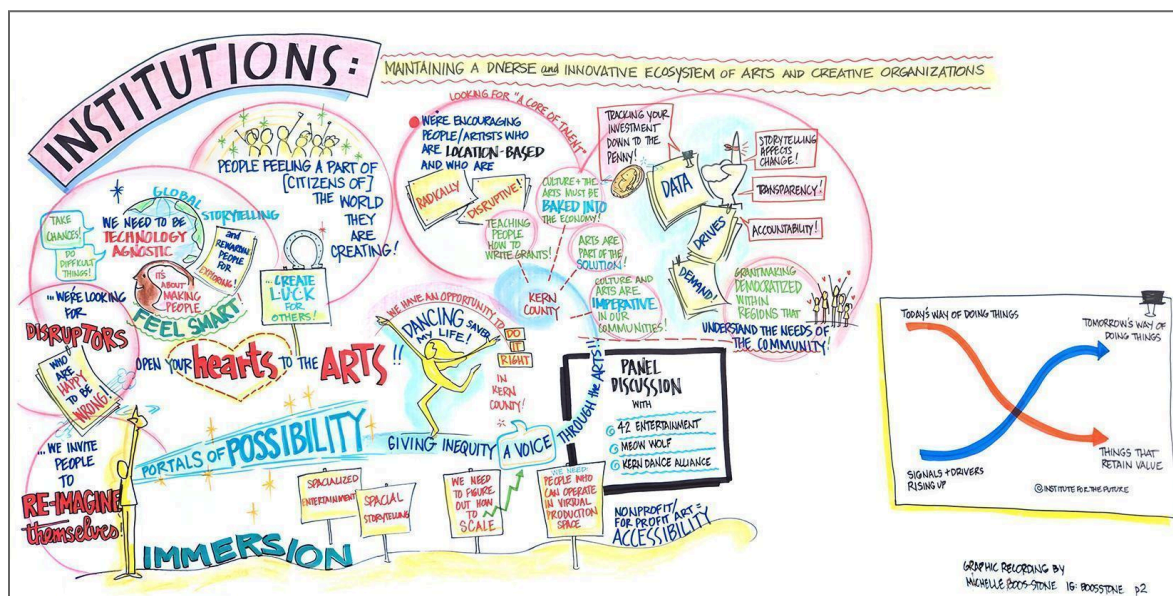 INSTITUTIONS:
MAINTAINING A DIVERSE and INNOVATIVE ECOSYSTEM OF ARTS AND CREATIVE ORGANIZATIONS
PEOPLE FEELING A PART OF
[CITIZENS OF]
THE WORLD
THEY
ARE
CREATING!
GLOBAL
STORYTELLING
TAKE
CHANCES!
DO
DIFFICULT
THINGS!
WE NEED TO BE
TECHNOLOGY
AGNOSTIC
and
REWARDING
PEOPLE
FOR
EXPLORING!
IT'S
ABOUT
MAKING
PEOPLE
FEEL SMART
...CREATE
L.U.C.K
FOR
OTHERS!
...WE'RE LOOKING
FOR
DISRUPTORS
WHO
ARE
HAPPY
TO BE
WRONG!
OPEN YOUR hearts TO THE ARTS!!
...WE INVITE
PEOPLE
TO
RE-IMAGINE
themselves!
PORTALS OF POSSIBILITY
IMMERSION
SPACIALIZED
ENTERTAINMENT
SPACIAL
STORYTELLING
WE NEED
TO FIGURE
OUT HOW
TO
SCALE
WE NEED
PEOPLE WHO
CAN OPERATE
IN VIRTUAL
PRODUCTION
SPACE
GIVING INEQUITY A VOICE THROUGH the ARTS!!
NONPROFIT/
FOR PROFIT ART =
ACCESSIBILITY
LOOKING FOR "A CORE OF TALENT"
WE'RE ENCOURAGING
PEOPLE/ARTISTS WHO
ARE LOCATION-BASED
AND WHO ARE
RADICALLY
DISRUPTIVE!
TEACHING
PEOPLE
HOW TO
WRITE GRANTS!
CULTURE + THE
ARTS MUST BE
BAKED INTO
THE ECONOMY!
ARTS ARE
PART OF THE
SOLUTION!
KERN
COUNTY
CULTURE AND
ARTS ARE
IMPERATIVE
IN OUR
COMMUNITIES!
WE HAVE AN OPPORTUNITY TO
DO
IT
RIGHT
IN
KERN
COUNTY!
DANCING SAVED
MY LIFE!
TRACKING YOUR
INVESTMENT
DOWN TO THE
PENNY!
DATA
DRIVES
DEMAND!
STORYTELLING
AFFECTS
CHANGE!
TRANSPARENCY!
ACCOUNTABILITY!
GRANTMAKING
DEMOCRATIZED
WITHIN
REGIONS THAT
UNDERSTAND THE NEEDS OF
THE COMMUNITY!
PANEL
DISCUSSION
WITH
42 ENTERTAINMENT
MEOW WOLF
KERN DANCE ALLIANCE
TODAY'S WAY OF DOING THINGS
TOMORROW'S WAY OF
DOING THINGS
SIGNALS + DRIVERS
RISING UP
THINGS THAT
RETAIN VALUE
© INSTITUTE FOR THE FUTURE
GRAPHIC RECORDING BY
MICHELLE BOOS-STONE IG: BOOSSTONE p2